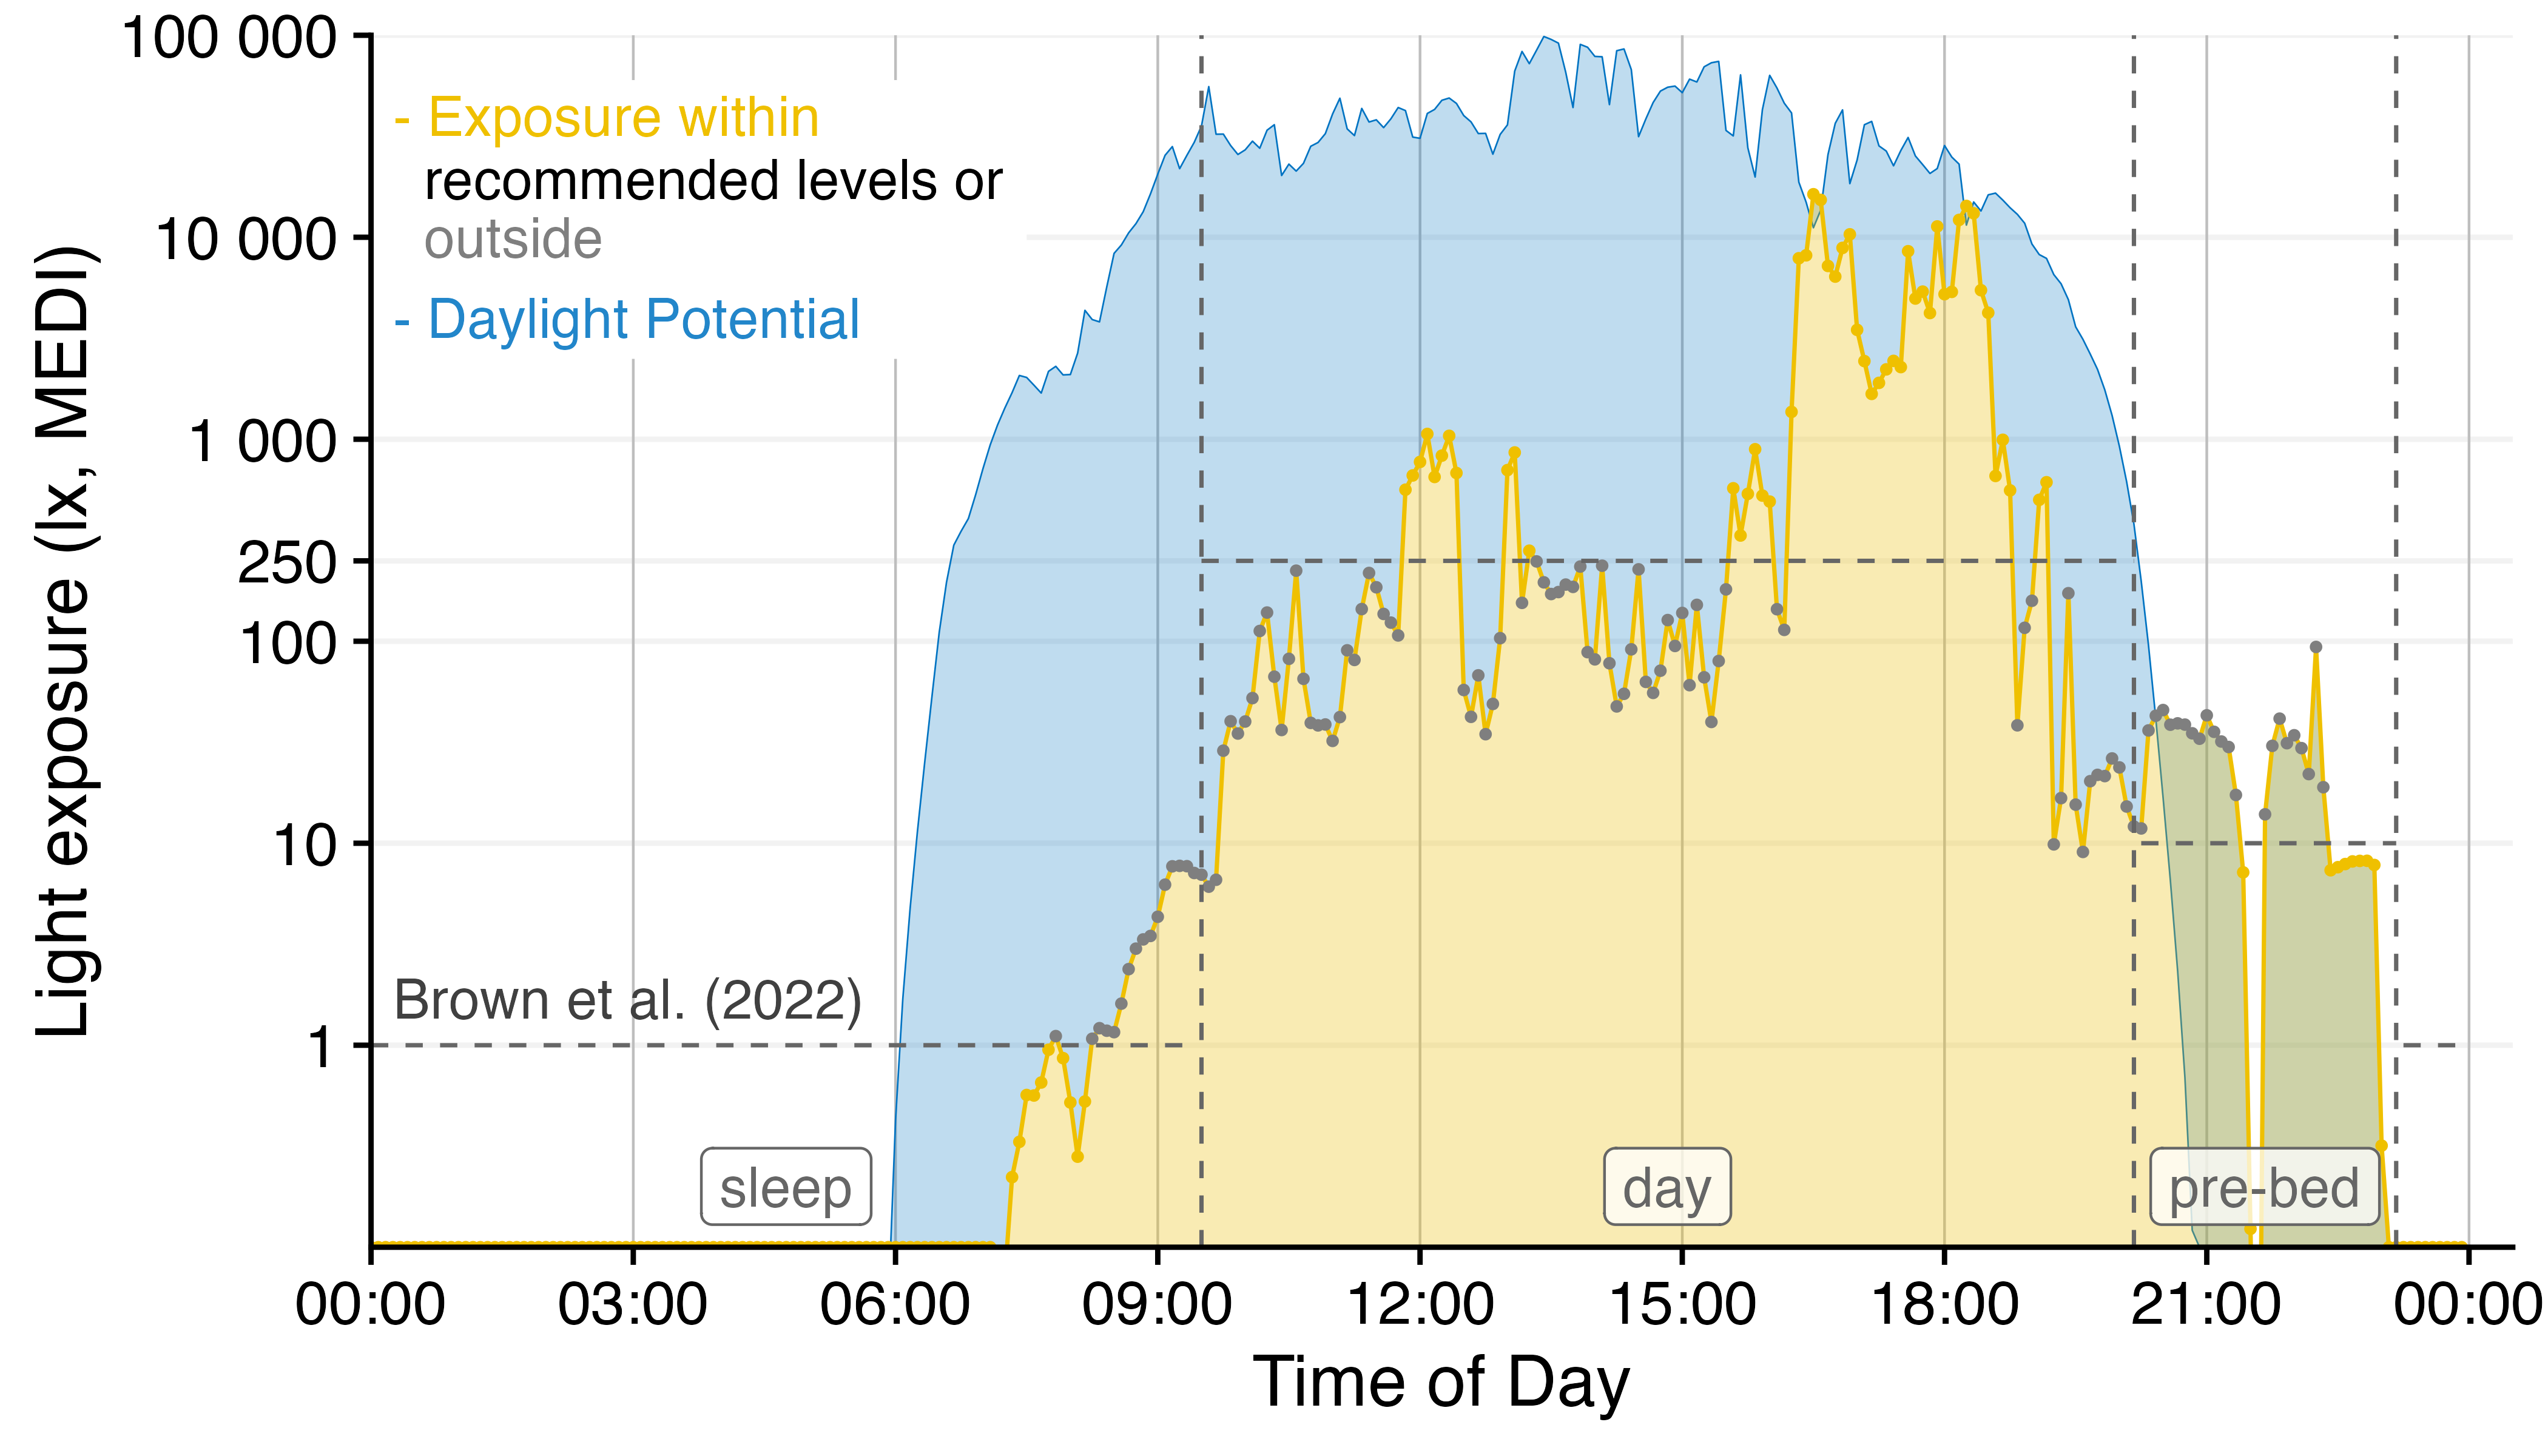 Light exposure (lx, MEDI)
100 000
10 000
1 000
250
100
10
1
- Exposure within
recommended levels or
outside
- Daylight Potential
Brown et al. (2022)
sleep
day
pre-bed
00:00
03:00
06:00
09:00
12:00
15:00
18:00
21:00
00:00
Time of Day